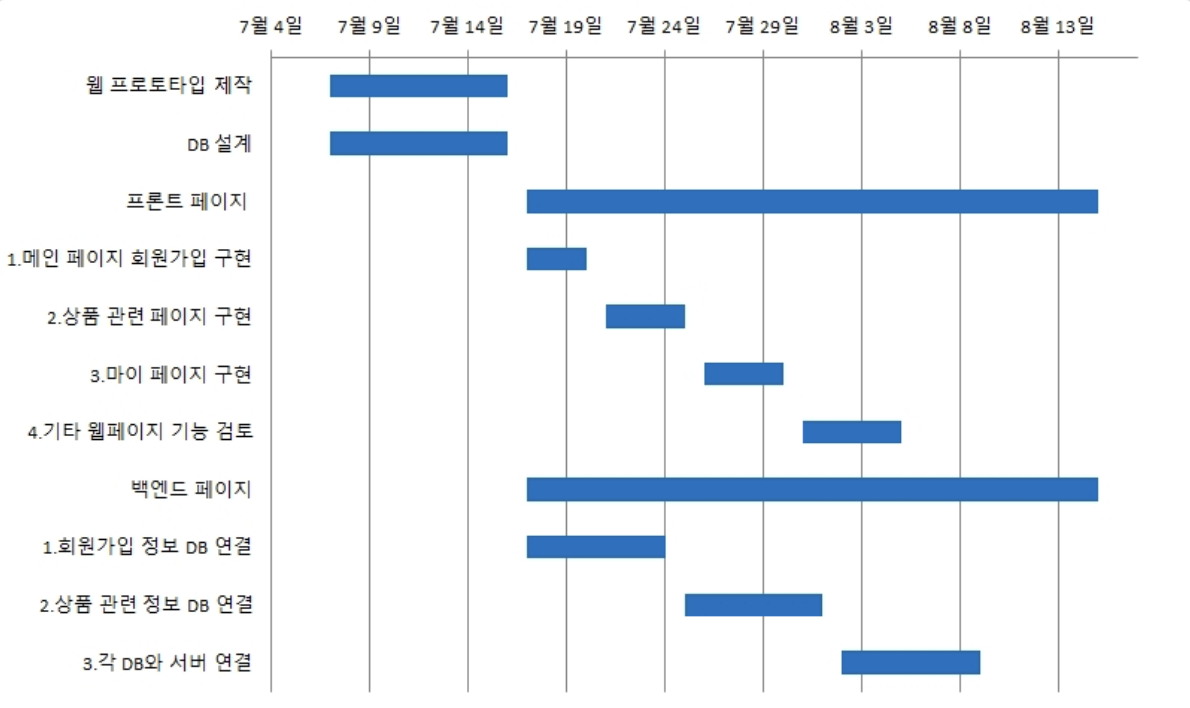 7월 4일 7월 9일 7월 14일 7월 19일 7월 24일 7월 29일 8월 3일 8월 8일 8월 13일
웹 프로토타입 제작
DB 설계
프론트 페이지
1.메인 페이지 회원가입 구현
2.상품 관련 페이지 구현
3.마이 페이지 구현
4.기타 웹페이지 기능 검토
백엔드 페이지
1.회원가입 정보 DB 연결
2.상품 관련 정보 DB 연결
3.각 DB와 서버 연결